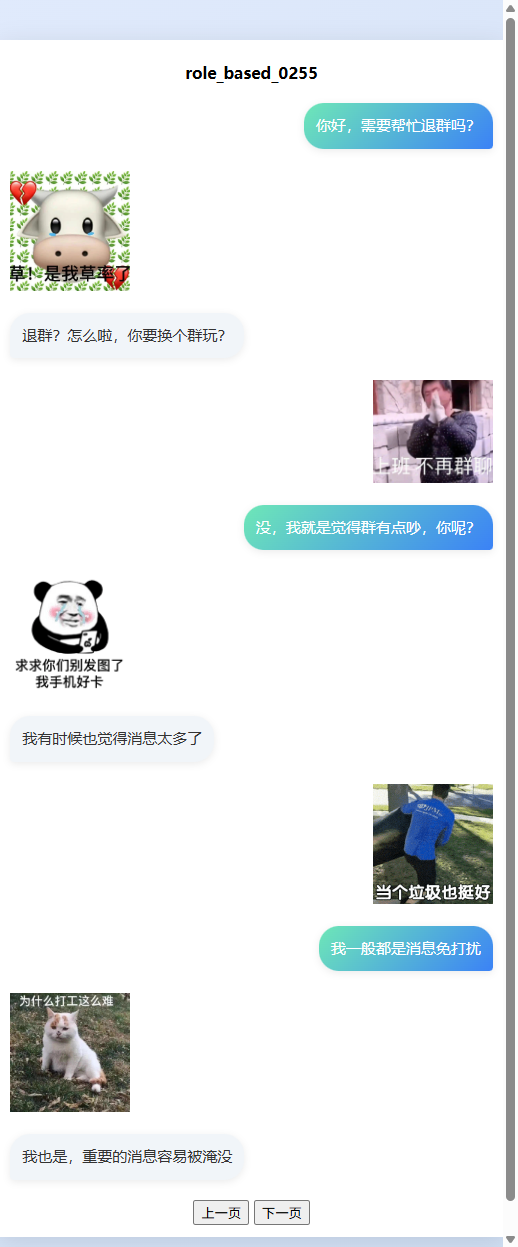 role_based_0255
你好，需要帮忙退群吗？
草！是我草率了
退群？怎么啦，你要换个群玩？
上班 不再群聊
没，我就是觉得群有点吵，你呢？
求求你们别发图了
我手机好卡
我有时候也觉得消息太多了
当个垃圾也挺好
我一般都是消息免打扰
为什么打工这么难
我也是，重要的消息容易被淹没
上一页 下一页